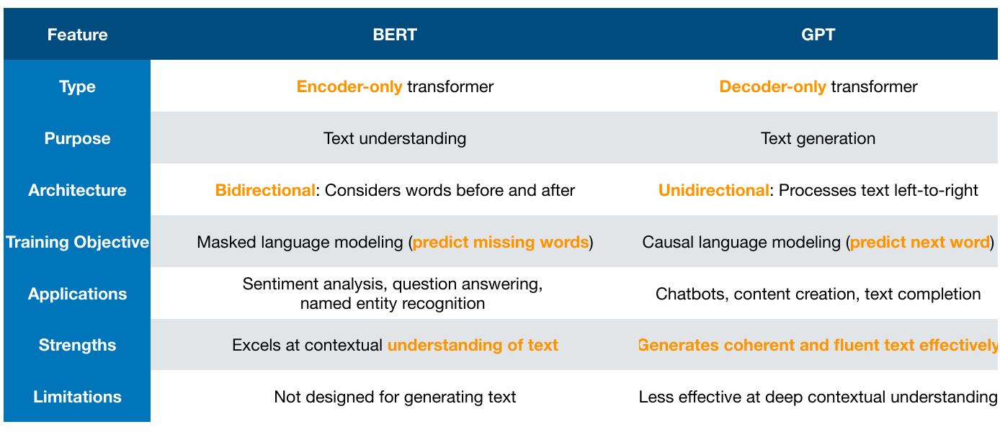 Feature BERT GPT
Type Encoder-only transformer Decoder-only transformer
Purpose Text understanding Text generation
Architecture Bidirectional: Considers words before and after Unidirectional: Processes text left-to-right
Training Objective Masked language modeling (predict missing words) Causal language modeling (predict next word)
Applications Sentiment analysis, question answering,
named entity recognition Chatbots, content creation, text completion
Strengths Excels at contextual understanding of text Generates coherent and fluent text effectively
Limitations Not designed for generating text Less effective at deep contextual understanding